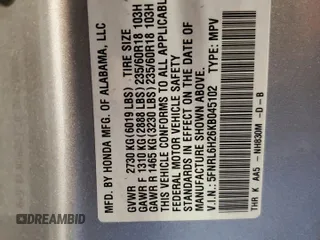 MFD. BY HONDA MFG. OF ALABAMA, LLC
GVWR 2730 KG (6019 LBS) TIRE SIZE
GAWR F 1310 KG (2888 LBS) 235/60R18 103H
GAWR R 1465 KG (3230 LBS) 235/60R18 103H
THIS VEHICLE CONFORMS TO ALL APPLICABLE
FEDERAL MOTOR VEHICLE SAFETY
STANDARDS IN EFFECT ON THE DATE OF
MANUFACTURE SHOWN ABOVE.
V.I.N.: 5FNRL6H26KB045102 TYPE: MPV
THR K AA5 - NH830M -D-B
DREAMBID